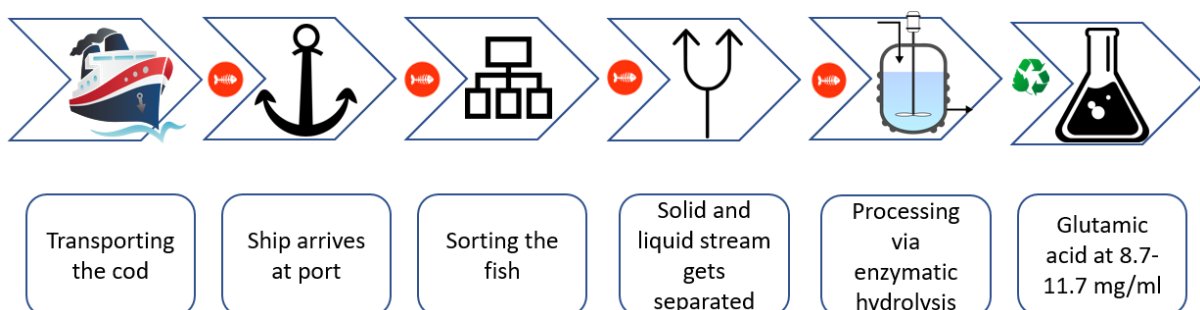 Transporting
the cod
Ship arrives
at port
Sorting the
fish
Solid and
liquid stream
gets
separated
Processing
via
enzymatic
hydrolysis
Glutamic
acid at 8.7-
11.7 mg/ml